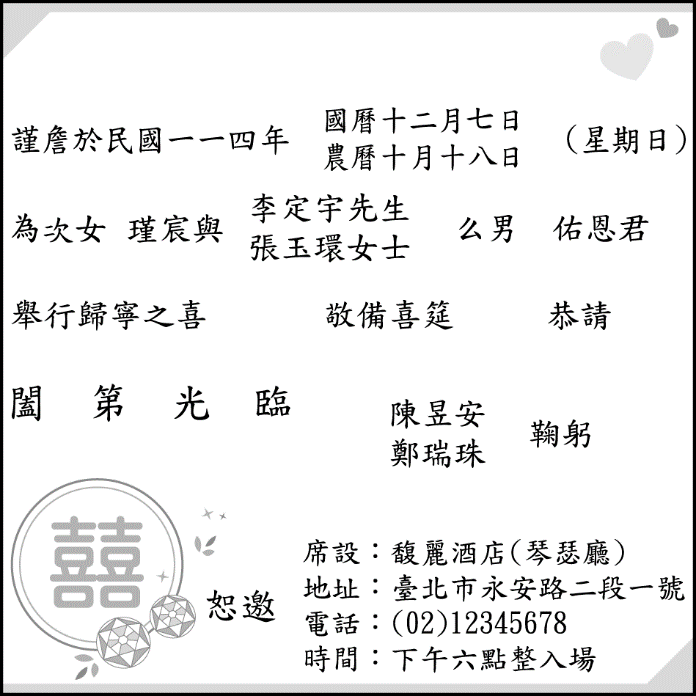 謹詹於民國一一四年 國曆十二月七日 (星期日)
農曆十月十八日
為次女 瑾宸與 李定宇先生 么男 佑恩君
張玉環女士
舉行歸寧之喜 敬備喜筵 恭請
闔第光臨
陳昱安 鞠躬
鄭瑞珠
囍
恕邀
席設:馥麗酒店(琴瑟廳)
地址:臺北市永安路二段一號
電話:(02)12345678
時間:下午六點整入場